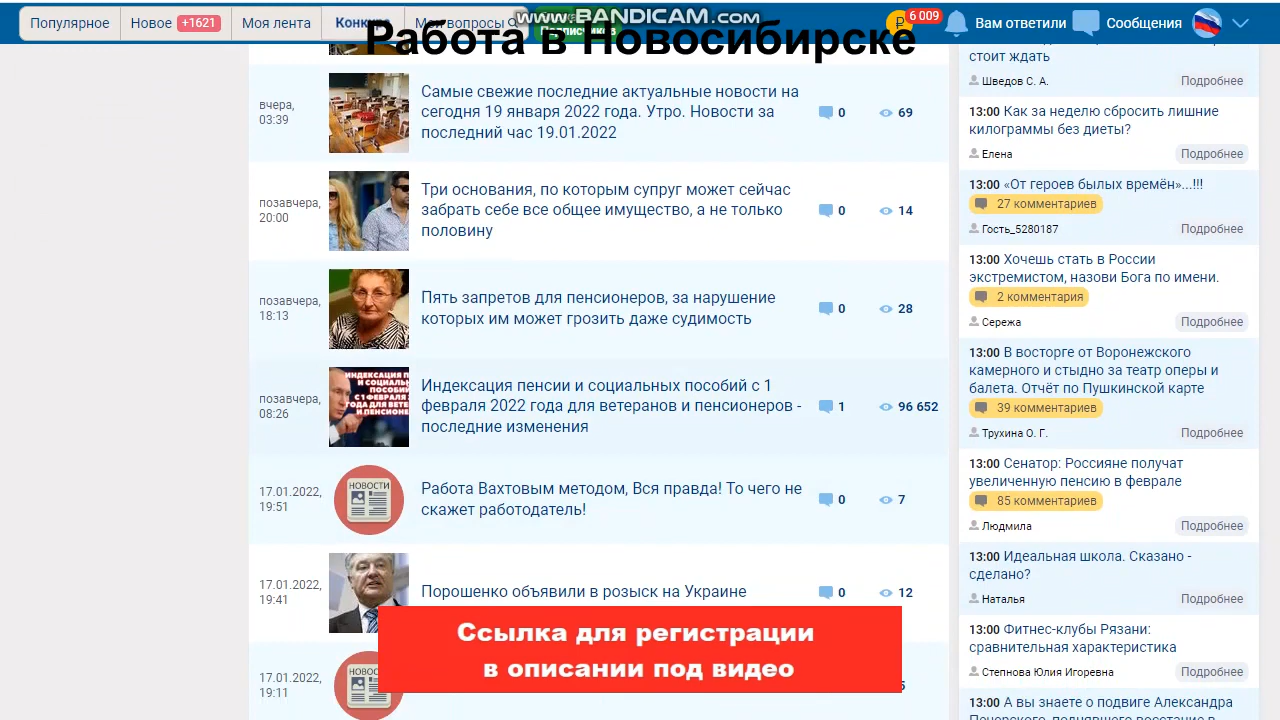 Популярное
Новое +1621
Моя лента
Мои вопросы
www.BANDICAM.com
Работа в Новосибирске
₽ 6 009
Вам ответили
Сообщения
вчера,
03:39
Самые свежие последние актуальные новости на
сегодня 19 января 2022 года. Утро. Новости за
последний час 19.01.2022
0
69
позавчера,
20:00
Три основания, по которым супруг может сейчас
забрать себе все общее имущество, а не только
половину
0
14
позавчера,
18:13
Пять запретов для пенсионеров, за нарушение
которых им может грозить даже судимость
0
28
позавчера,
08:26
Индексация пенсии и социальных пособий с 1
февраля 2022 года для ветеранов и пенсионеров -
последние изменения
1
96 652
17.01.2022,
19:51
НОВОСТИ
Работа Вахтовым методом, Вся правда! То чего не
скажет работодатель!
0
7
17.01.2022,
19:41
Порошенко объявили в розыск на Украине
0
12
17.01.2022,
19:11
Ссылка для регистрации
в описании под видео
стоит ждать
Шведов С. А.
Подробнее
13:00 Как за неделю сбросить лишние
килограммы без диеты?
Елена
Подробнее
13:00 «От героев былых времён»...!!!
27 комментариев
Гость_5280187
Подробнее
13:00 Хочешь стать в России
экстремистом, назови Бога по имени.
2 комментария
Сережа
Подробнее
13:00 В восторге от Воронежского
камерного и стыдно за театр оперы и
балета. Отчёт по Пушкинской карте
39 комментариев
Трухина О. Г.
Подробнее
13:00 Сенатор: Россияне получат
увеличенную пенсию в феврале
85 комментариев
Людмила
Подробнее
13:00 Идеальная школа. Сказано -
сделано?
Наталья
Подробнее
13:00 Фитнес-клубы Рязани:
сравнительная характеристика
Степнова Юлия Игоревна
Подробнее
13:00 А вы знаете о подвиге Александра